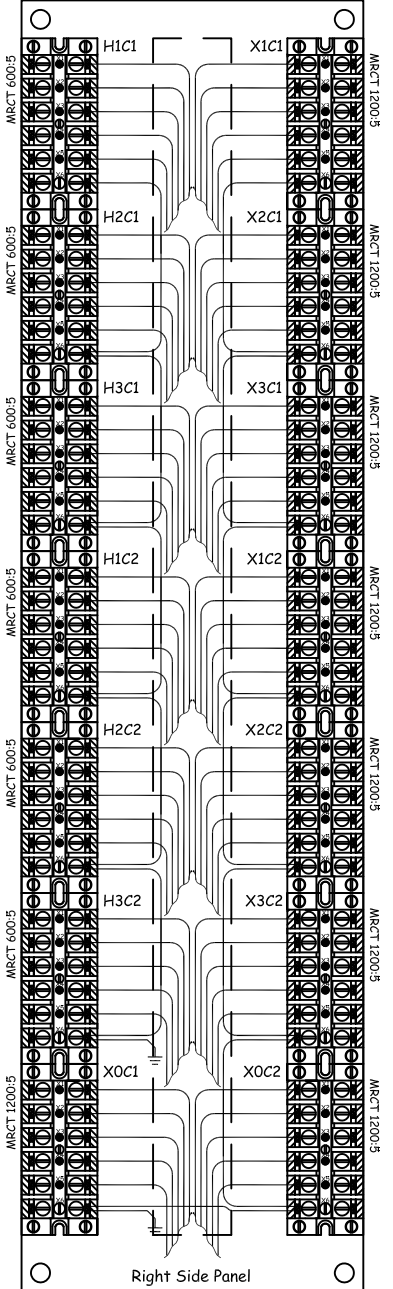 H1C1 X1C1
MRCT 600:5 MRCT 1200:5
H2C1 X2C1
MRCT 600:5 MRCT 1200:5
H3C1 X3C1
MRCT 600:5 MRCT 1200:5
H1C2 X1C2
MRCT 600:5 MRCT 1200:5
H2C2 X2C2
MRCT 600:5 MRCT 1200:5
H3C2 X3C2
MRCT 600:5 MRCT 1200:5
X0C1 X0C2
MRCT 1200:5 MRCT 1200:5
Right Side Panel